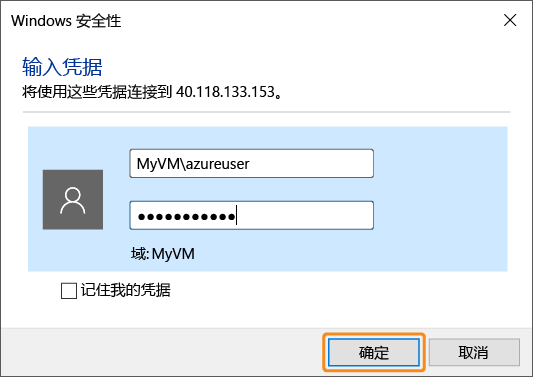 Windows 安全性
输入凭据
将使用这些凭据连接到 40.118.133.153。
MyVM\azureuser
●●●●●●●●●●●
域: MyVM
记住我的凭据
确定
取消